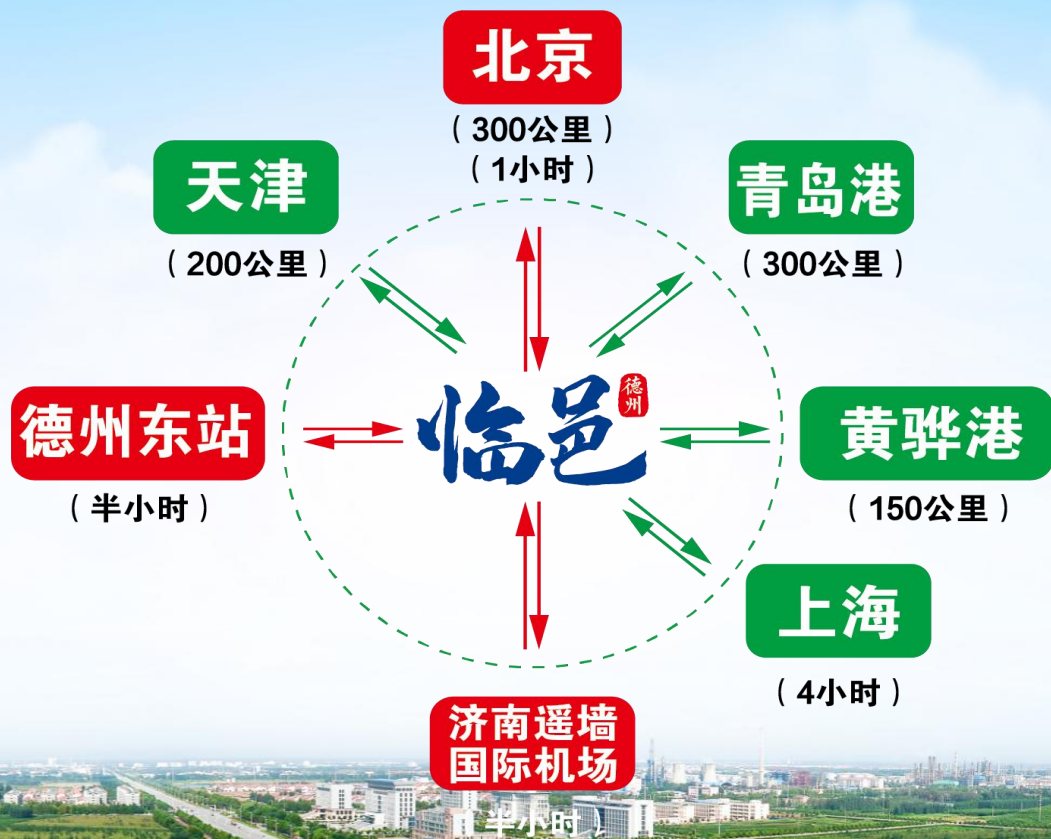 北京
（300公里）
（1小时）
天津
（200公里）
青岛港
（300公里）
德州东站
（半小时）
临邑
德州
黄骅港
（150公里）
上海
（4小时）
济南遥墙
国际机场
（半小时）